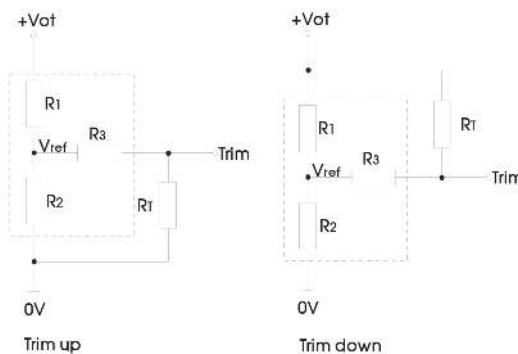 +Vot
R1
Vref
R3
Trim
R2
RT
0V
Trim up
+Vot
R1
RT
Vref
R3
Trim
R2
0V
Trim down